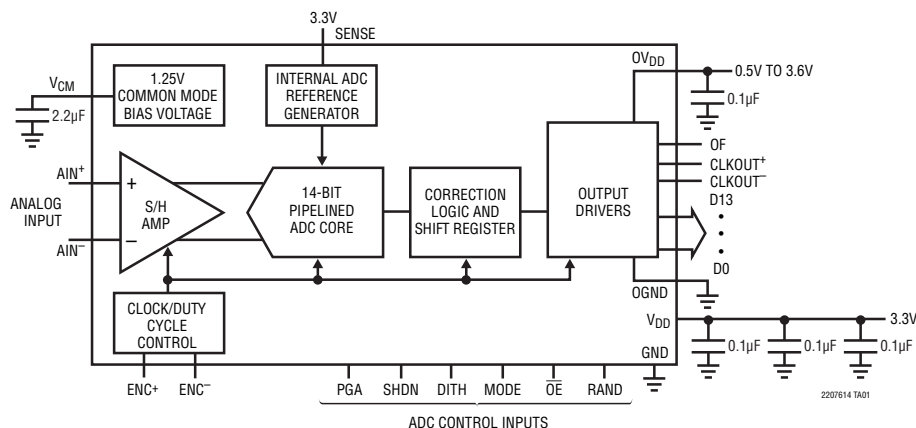 3.3V
SENSE
OVDD
0.5V TO 3.6V
0.1µF
VCM
2.2µF
1.25V
COMMON MODE
BIAS VOLTAGE
INTERNAL ADC
REFERENCE
GENERATOR
AIN+
ANALOG
INPUT
AIN−
+
−
S/H
AMP
14-BIT
PIPELINED
ADC CORE
CORRECTION
LOGIC AND
SHIFT REGISTER
OUTPUT
DRIVERS
OF
CLKOUT+
CLKOUT−
D13
•
•
•
D0
OGND
CLOCK/DUTY
CYCLE
CONTROL
VDD
3.3V
GND
0.1µF
0.1µF
0.1µF
ENC+
ENC−
PGA
SHDN
DITH
MODE
O̅E̅
RAND
ADC CONTROL INPUTS
2207614 TA01